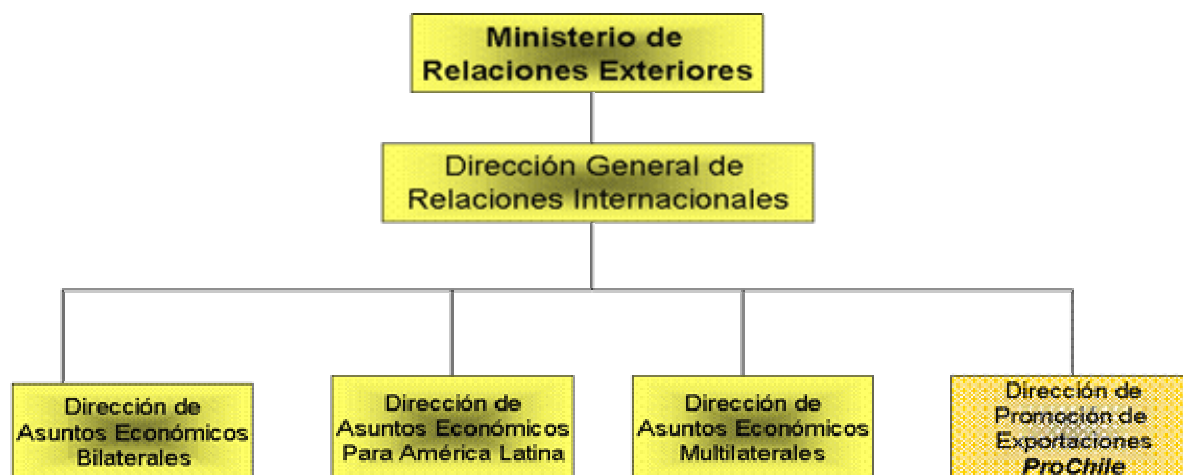 Ministerio de
Relaciones Exteriores
Dirección General de
Relaciones Internacionales
Dirección de
Asuntos Económicos
Bilaterales
Dirección de
Asuntos Económicos
Para América Latina
Dirección de
Asuntos Económicos
Multilaterales
Dirección de
Promoción de
Exportaciones
ProChile